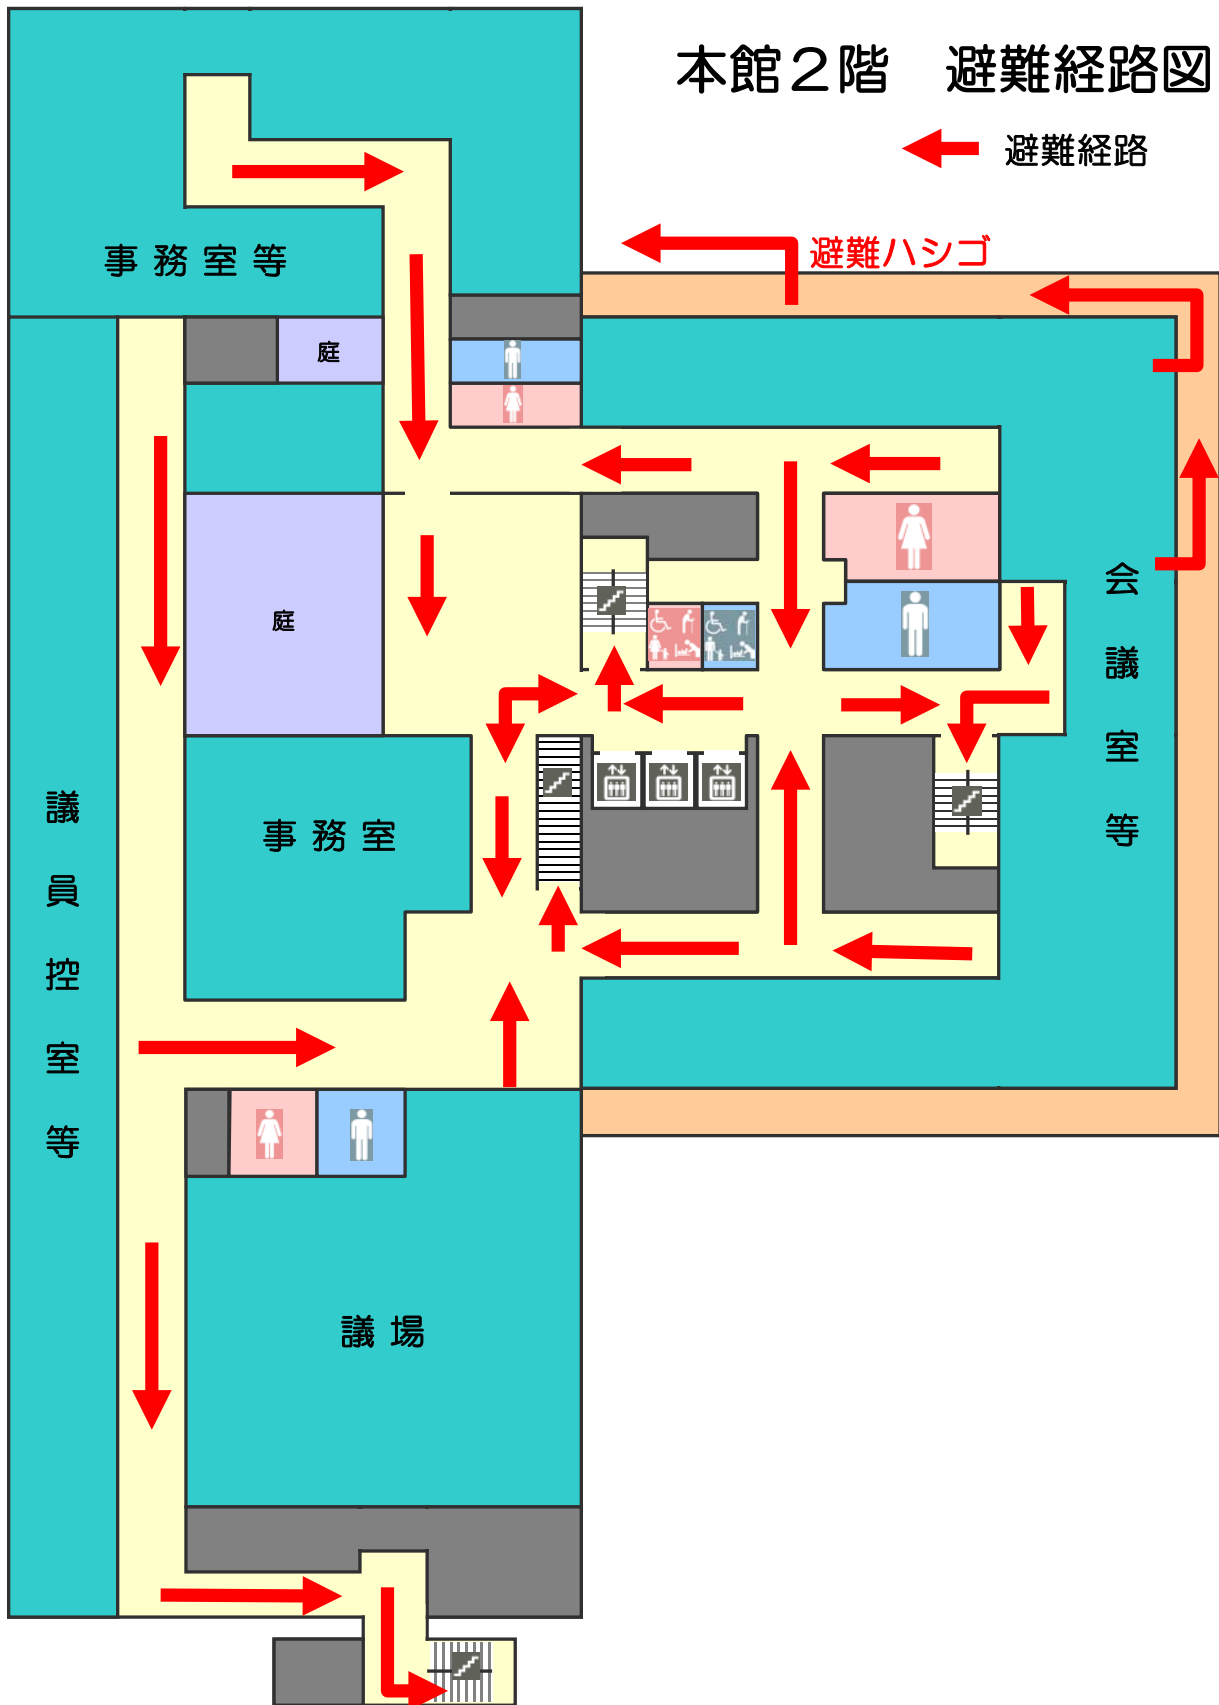 本館２階　避難経路図
避難経路
避難ハシゴ
事務室等
庭
庭
会議室等
事務室
議員控室等
議場